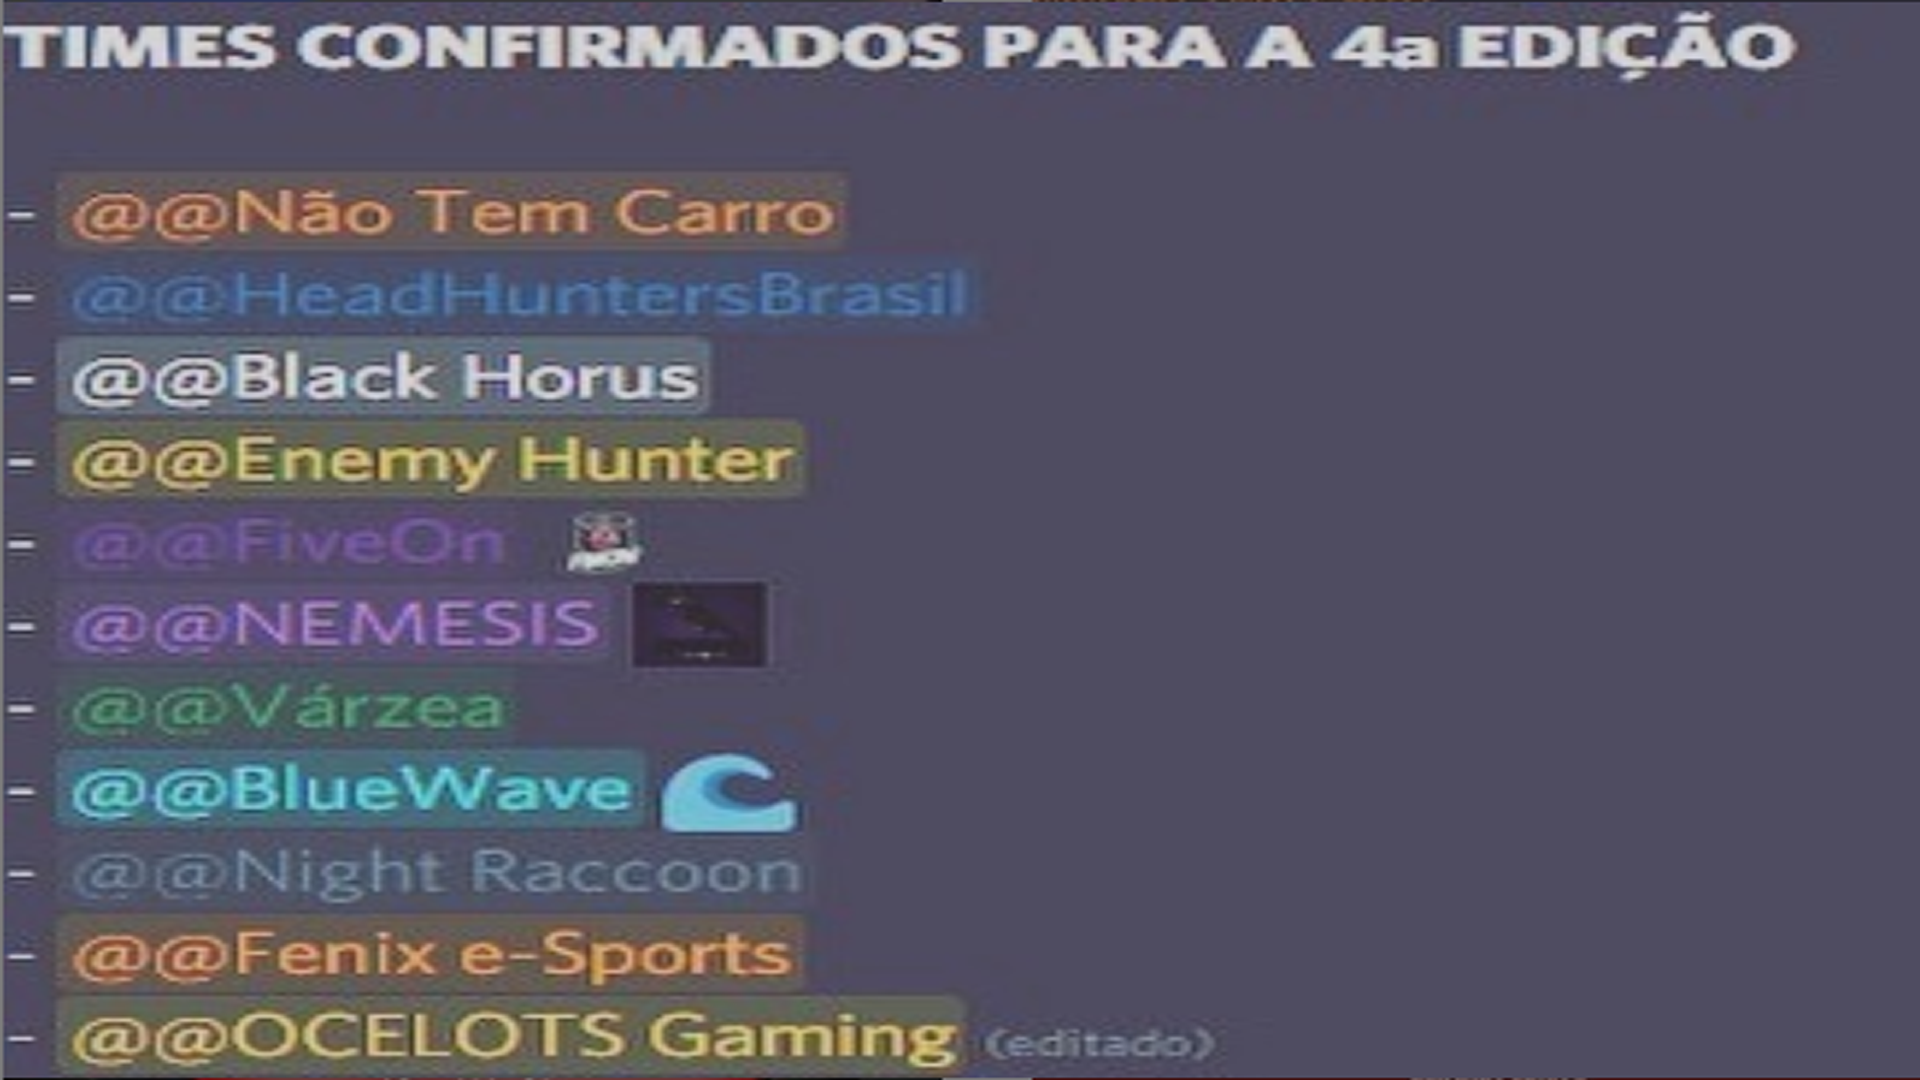 TIMES CONFIRMADOS PARA A 4a EDIÇÃO
- @@Não Tem Carro
- @@HeadHuntersBrasil
- @@Black Horus
- @@Enemy Hunter
- @@FiveOn
- @@NEMESIS
- @@Várzea
- @@BlueWave 🌊
- @@Night Raccoon
- @@Fenix e-Sports
- @@OCELOTS Gaming (editado)